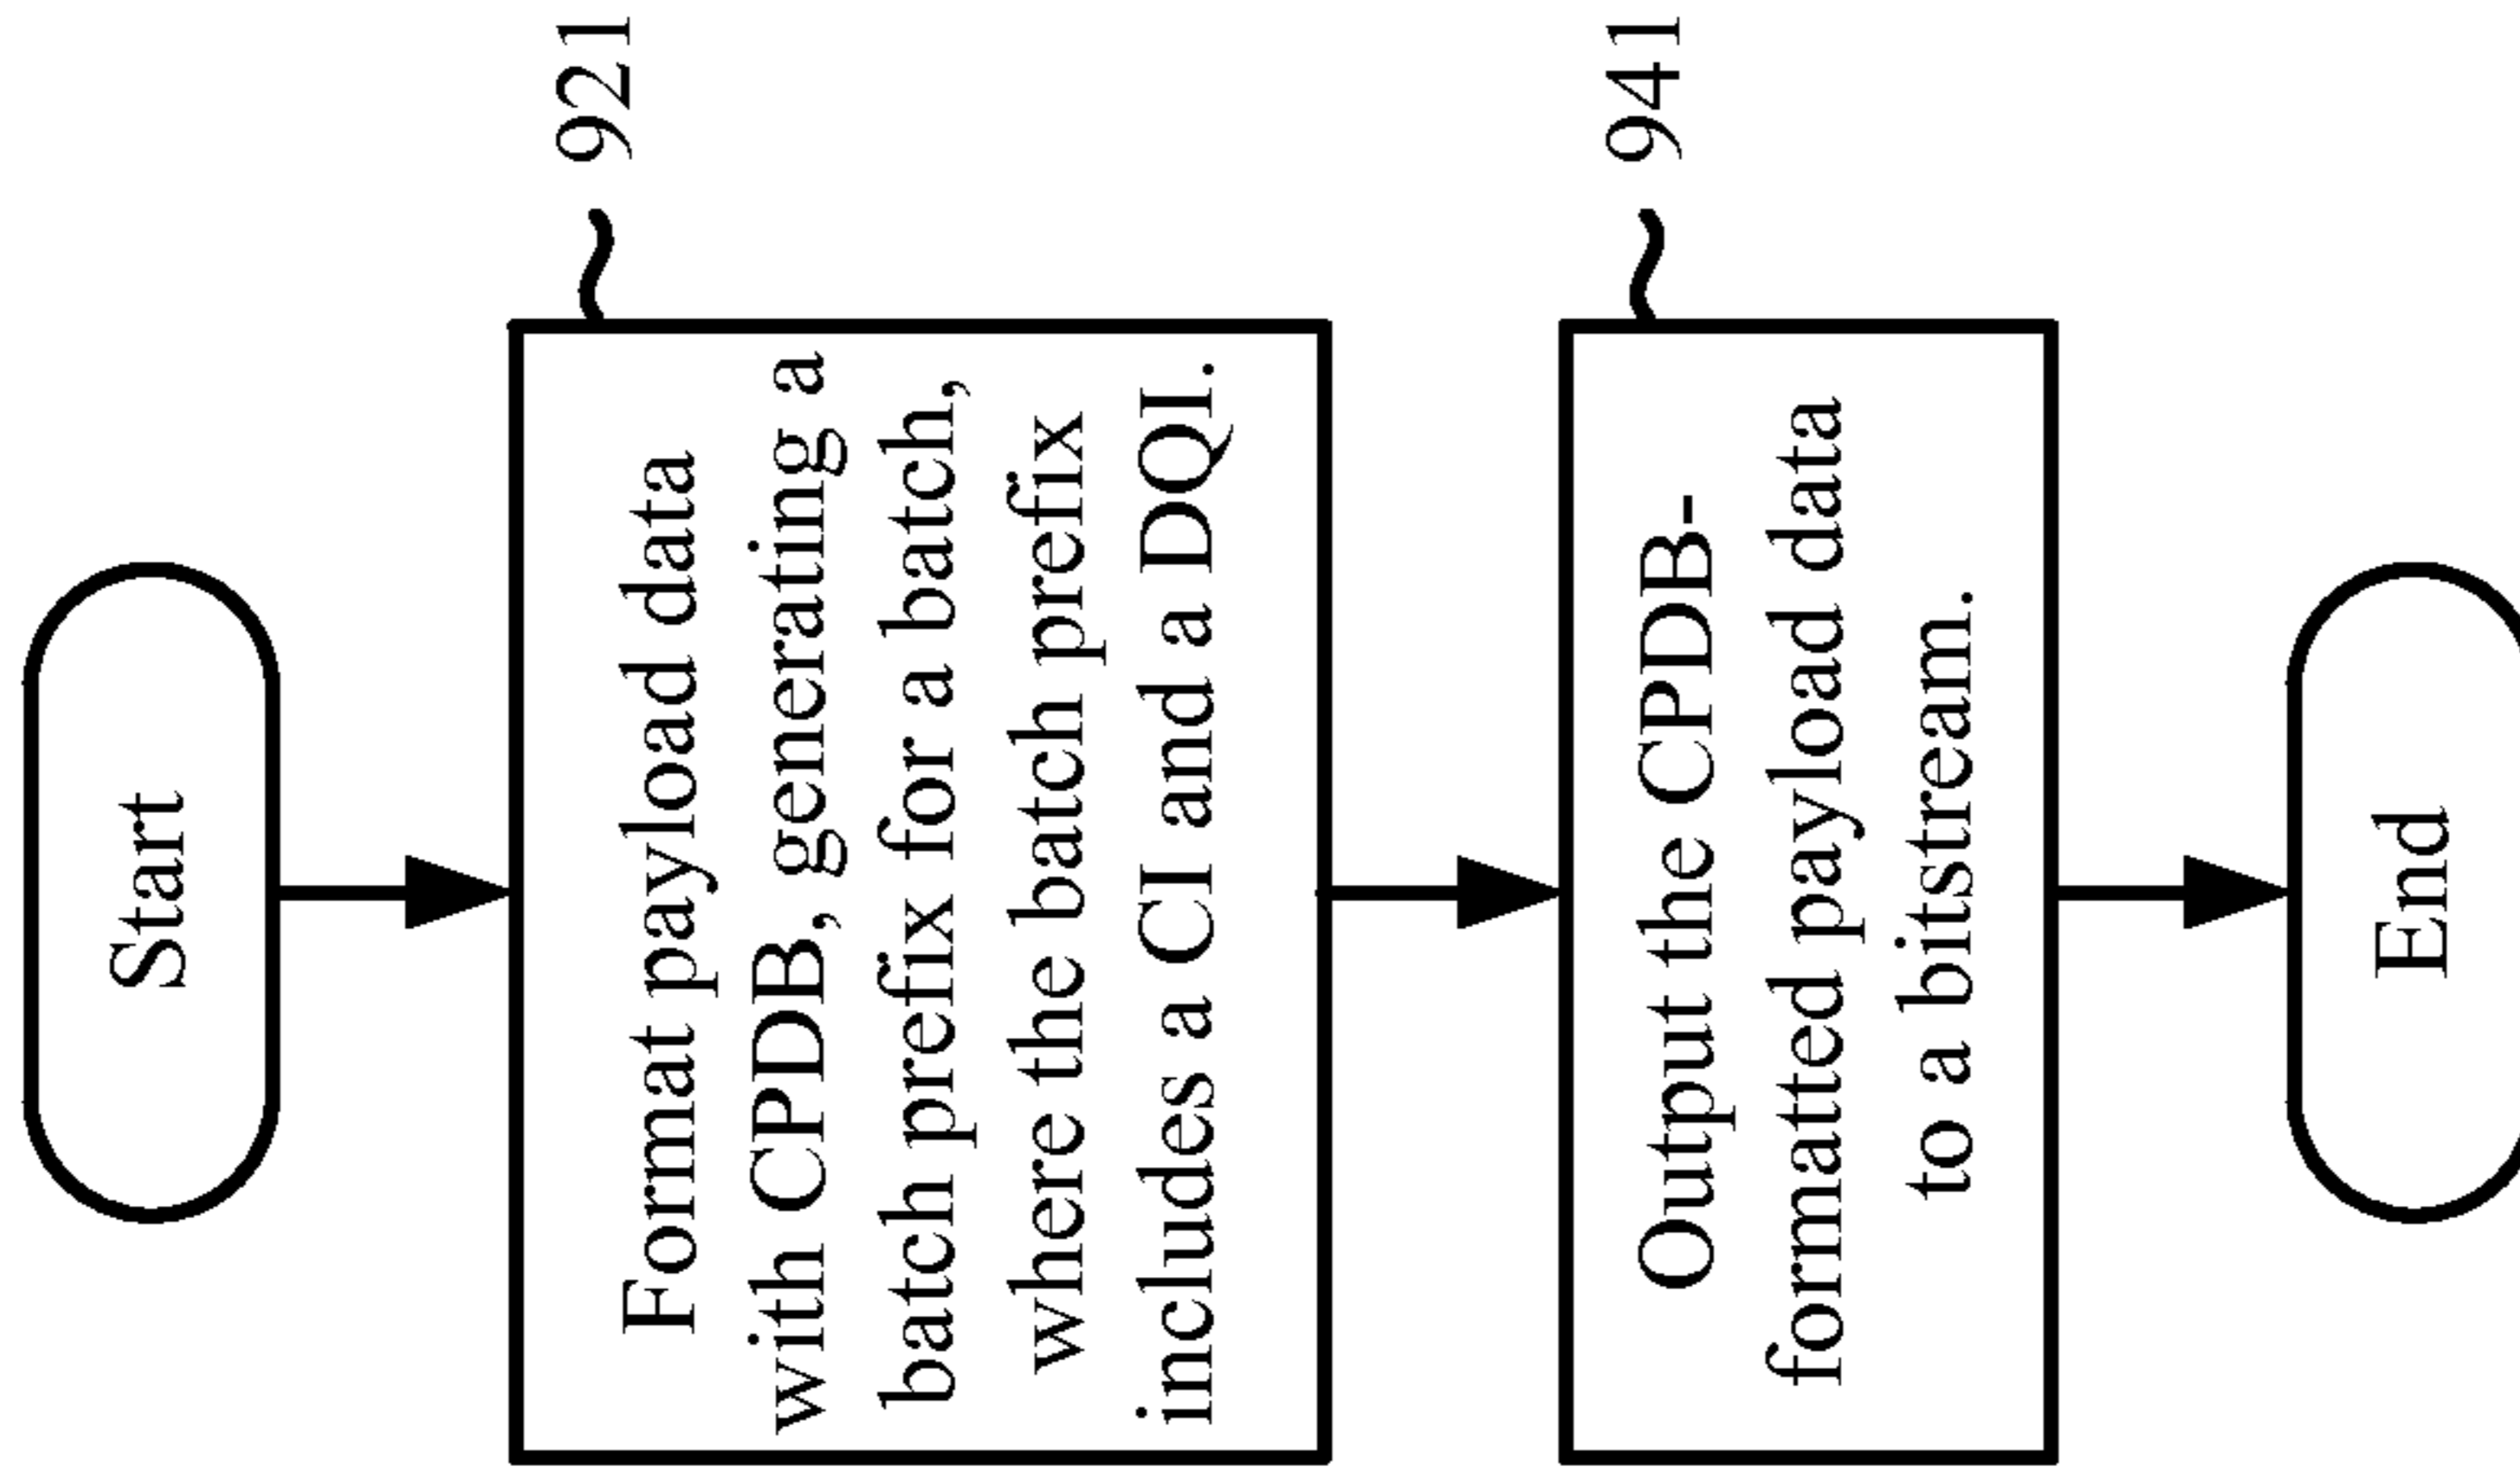 Start
921
Format payload data
with CPDB, generating a
batch prefix for a batch,
where the batch prefix
includes a CI and a DQI.
941
Output the CPDB-
formatted payload data
to a bitstream.
End